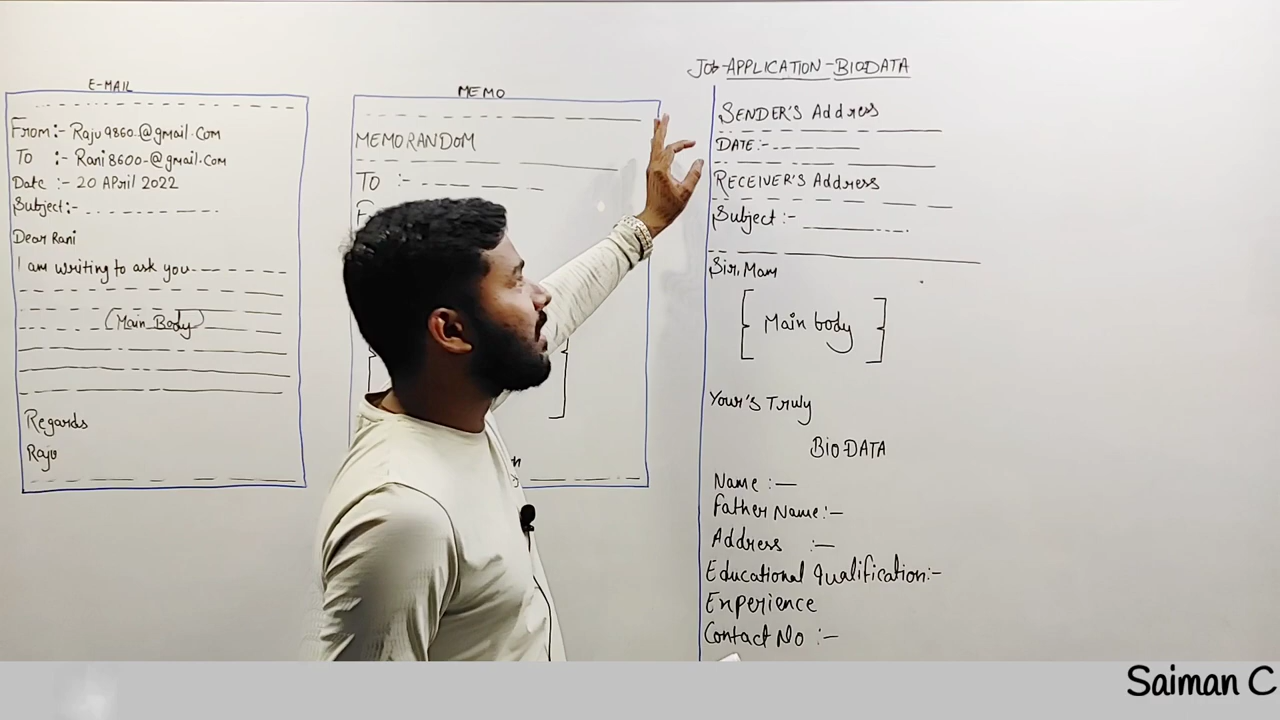 E-MAIL
From:- Raju9860-@gmail.Com
To :- Rani8600-@gmail.com
Date :- 20 APril 2022
Subject:-
Dear Rani
I am writing to ask you
(Main Body)
Regards
Raju
MEMO
MEMORANDOM
To :-
F
Job-APPLICATION-BIODATA
SENDER'S Address
DATE:-
RECEIVER'S Address
Subject :-
Sir, Mam
[ Main body ]
Your's Truly
BIODATA
Name :-
Father Name:-
Address :-
Educational Qualification:-
Experience
Contact No :-
Saiman C